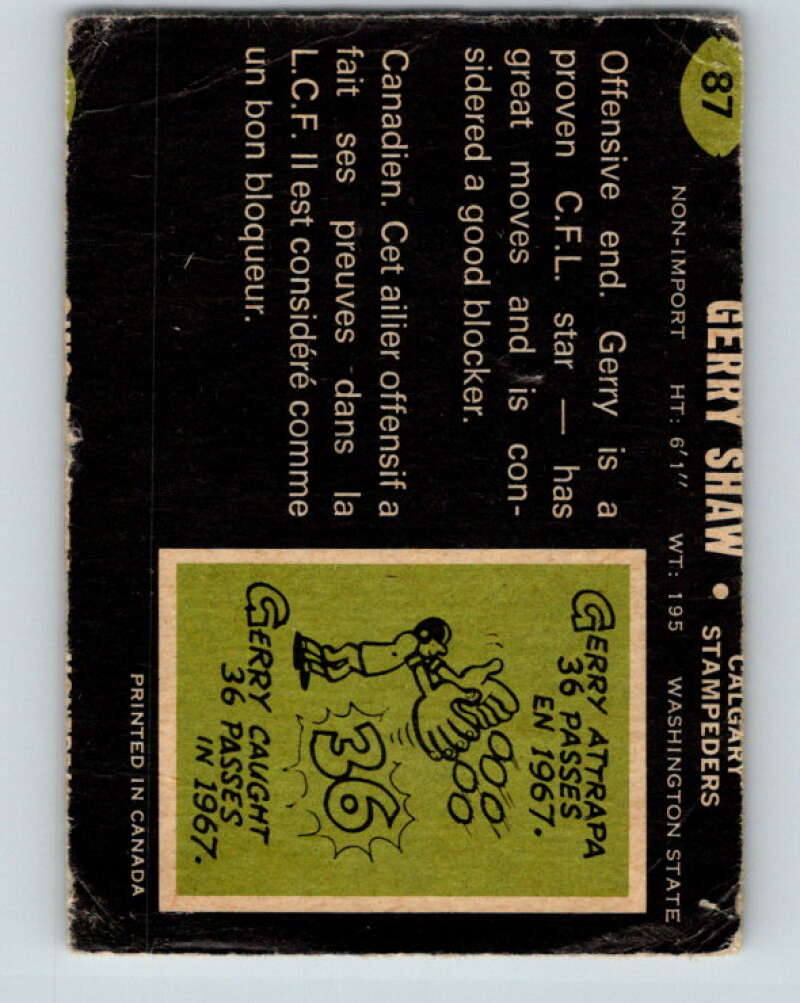 87
GERRY SHAW • CALGARY
STAMPEDERS
NON-IMPORT HT: 6'1" WT: 195 WASHINGTON STATE
Offensive end. Gerry is a
proven C.F.L. star — has
great moves and is con-
sidered a good blocker.
Canadien. Cet ailier offensif a
fait ses preuves dans la
L.C.F. Il est considéré comme
un bon bloqueur.
GERRY ATTRAPA
36 PASSES
EN 1967.
36
GERRY CAUGHT
36 PASSES
IN 1967.
PRINTED IN CANADA